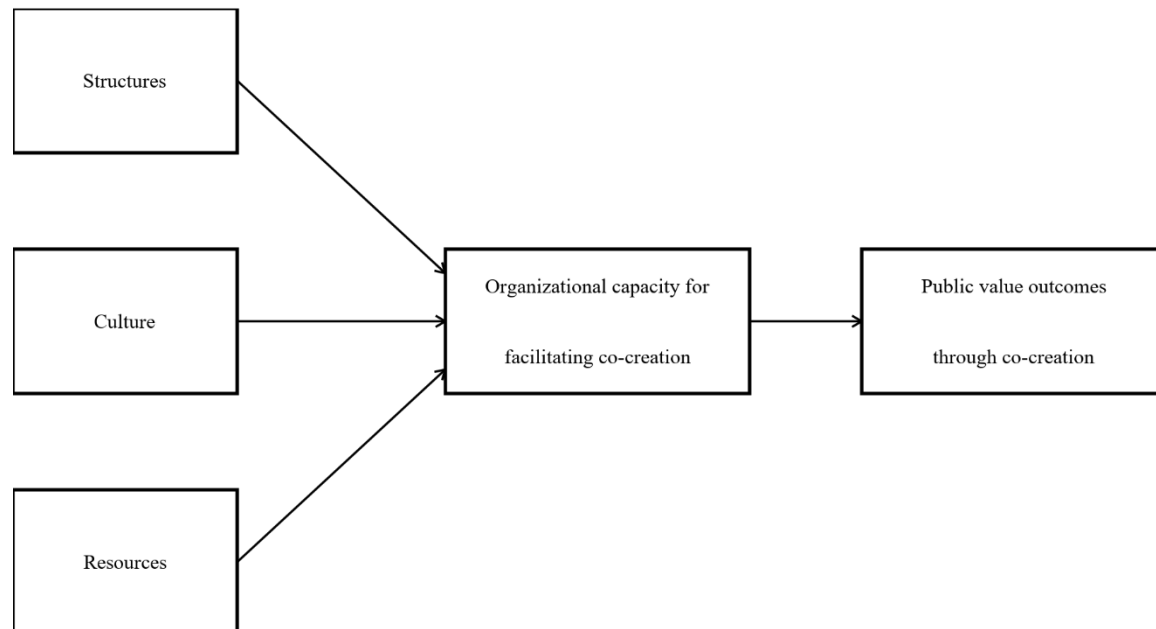 Structures
Culture
Resources
Organizational capacity for
facilitating co-creation
Public value outcomes
through co-creation